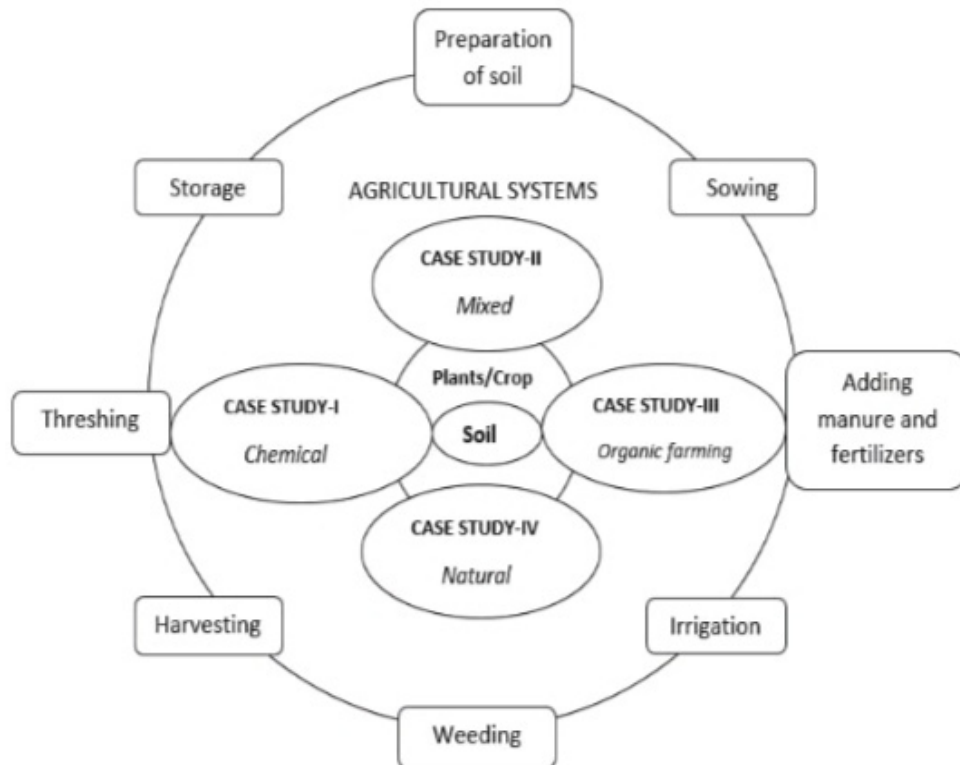 Preparation
of soil
Storage
Sowing
AGRICULTURAL SYSTEMS
CASE STUDY-II
Mixed
Plants/Crop
Threshing
CASE STUDY-I
Chemical
Soil
CASE STUDY-III
Organic farming
Adding
manure and
fertilizers
CASE STUDY-IV
Natural
Harvesting
Irrigation
Weeding